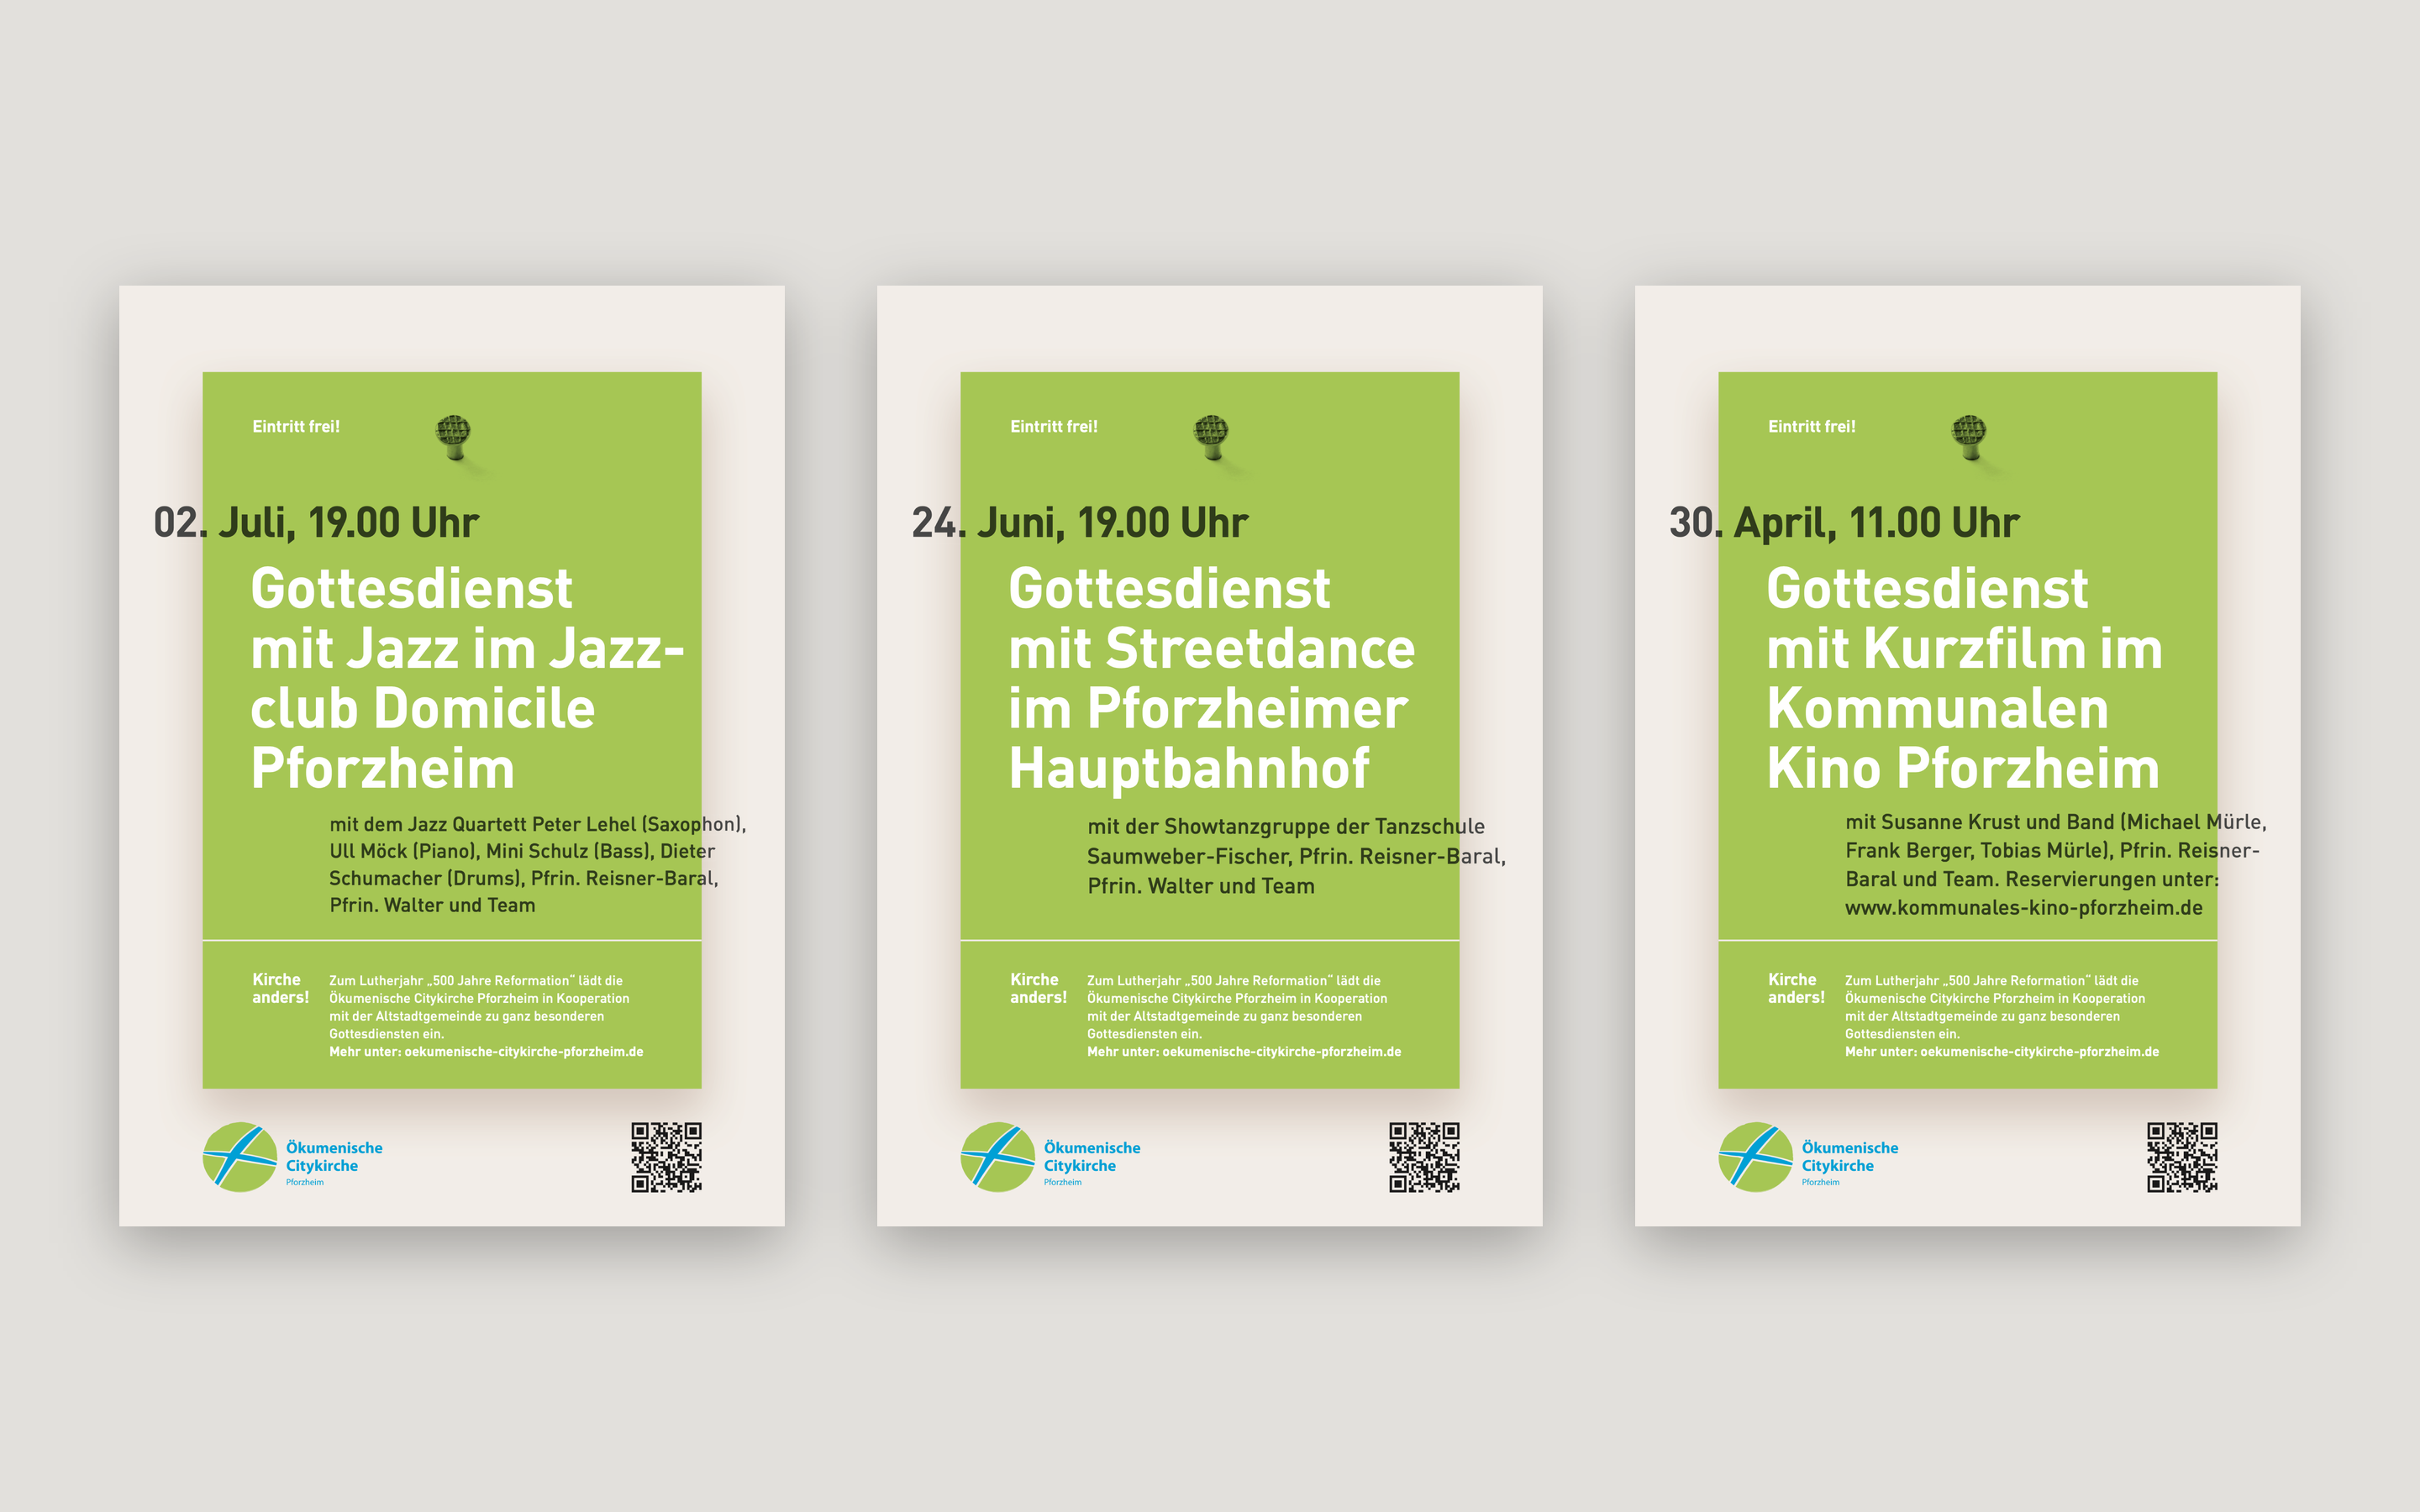 Eintritt frei!
02. Juli, 19.00 Uhr
Gottesdienst
mit Jazz im Jazz-
club Domicile
Pforzheim
mit dem Jazz Quartett Peter Lehel (Saxophon),
Ull Möck (Piano), Mini Schulz (Bass), Dieter
Schumacher (Drums), Pfrin. Reisner-Baral,
Pfrin. Walter und Team
Kirche
anders!
Zum Lutherjahr „500 Jahre Reformation“ lädt die
Ökumenische Citykirche Pforzheim in Kooperation
mit der Altstadtgemeinde zu ganz besonderen
Gottesdiensten ein.
Mehr unter: oekumenische-citykirche-pforzheim.de
Ökumenische
Citykirche
Pforzheim
Eintritt frei!
24. Juni, 19.00 Uhr
Gottesdienst
mit Streetdance
im Pforzheimer
Hauptbahnhof
mit der Showtanzgruppe der Tanzschule
Saumweber-Fischer, Pfrin. Reisner-Baral,
Pfrin. Walter und Team
Kirche
anders!
Zum Lutherjahr „500 Jahre Reformation“ lädt die
Ökumenische Citykirche Pforzheim in Kooperation
mit der Altstadtgemeinde zu ganz besonderen
Gottesdiensten ein.
Mehr unter: oekumenische-citykirche-pforzheim.de
Ökumenische
Citykirche
Pforzheim
Eintritt frei!
30. April, 11.00 Uhr
Gottesdienst
mit Kurzfilm im
Kommunalen
Kino Pforzheim
mit Susanne Krust und Band (Michael Mürle,
Frank Berger, Tobias Mürle), Pfrin. Reisner-
Baral und Team. Reservierungen unter:
www.kommunales-kino-pforzheim.de
Kirche
anders!
Zum Lutherjahr „500 Jahre Reformation“ lädt die
Ökumenische Citykirche Pforzheim in Kooperation
mit der Altstadtgemeinde zu ganz besonderen
Gottesdiensten ein.
Mehr unter: oekumenische-citykirche-pforzheim.de
Ökumenische
Citykirche
Pforzheim